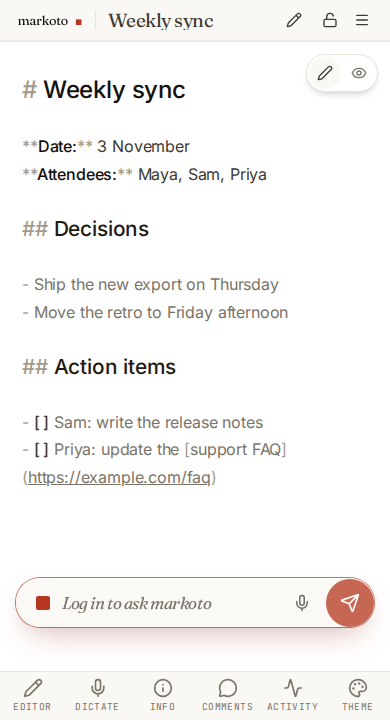 markoto
Weekly sync
# Weekly sync
**Date:** 3 November
**Attendees:** Maya, Sam, Priya
## Decisions
- Ship the new export on Thursday
- Move the retro to Friday afternoon
## Action items
- [ ] Sam: write the release notes
- [ ] Priya: update the [support FAQ]
(https://example.com/faq)
Log in to ask markoto
EDITOR DICTATE INFO COMMENTS ACTIVITY THEME